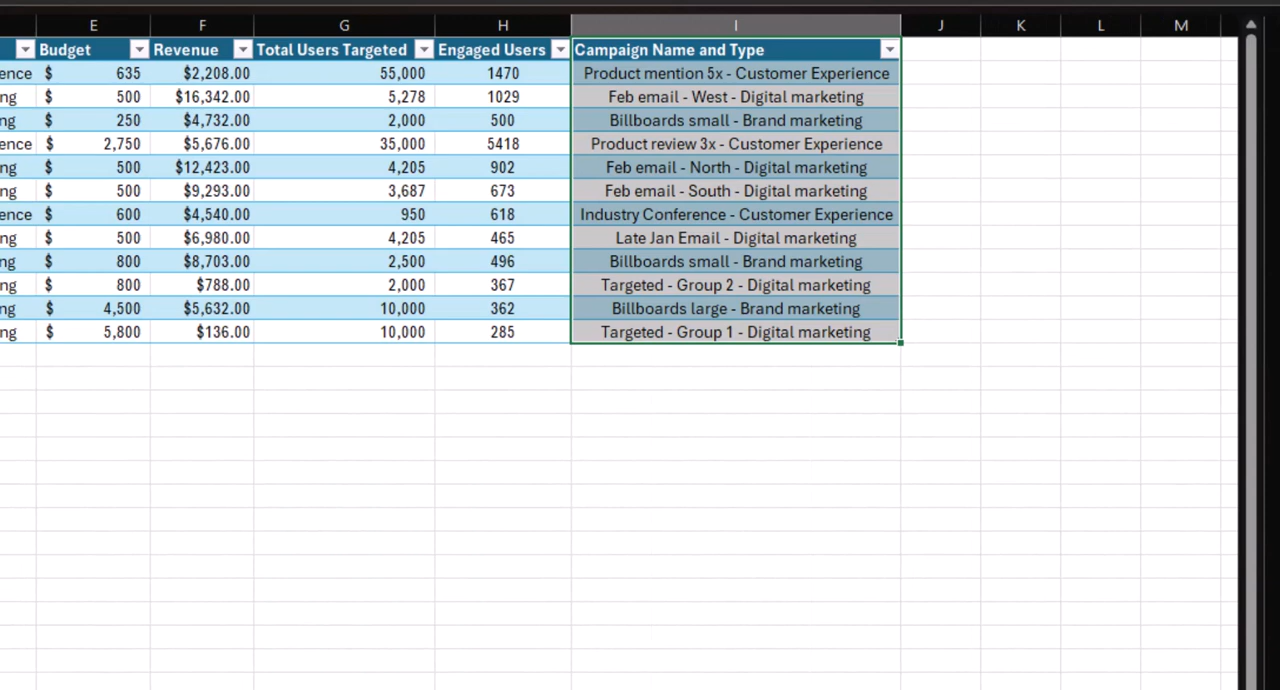 E F G H I J K L M
Budget Revenue Total Users Targeted Engaged Users Campaign Name and Type
ence $ 635 $2,208.00 55,000 1470 Product mention 5x - Customer Experience
ng $ 500 $16,342.00 5,278 1029 Feb email - West - Digital marketing
ng $ 250 $4,732.00 2,000 500 Billboards small - Brand marketing
ence $ 2,750 $5,676.00 35,000 5418 Product review 3x - Customer Experience
ng $ 500 $12,423.00 4,205 902 Feb email - North - Digital marketing
ng $ 500 $9,293.00 3,687 673 Feb email - South - Digital marketing
ence $ 600 $4,540.00 950 618 Industry Conference - Customer Experience
ng $ 500 $6,980.00 4,205 465 Late Jan Email - Digital marketing
ng $ 800 $8,703.00 2,500 496 Billboards small - Brand marketing
ng $ 800 $788.00 2,000 367 Targeted - Group 2 - Digital marketing
ng $ 4,500 $5,632.00 10,000 362 Billboards large - Brand marketing
ng $ 5,800 $136.00 10,000 285 Targeted - Group 1 - Digital marketing